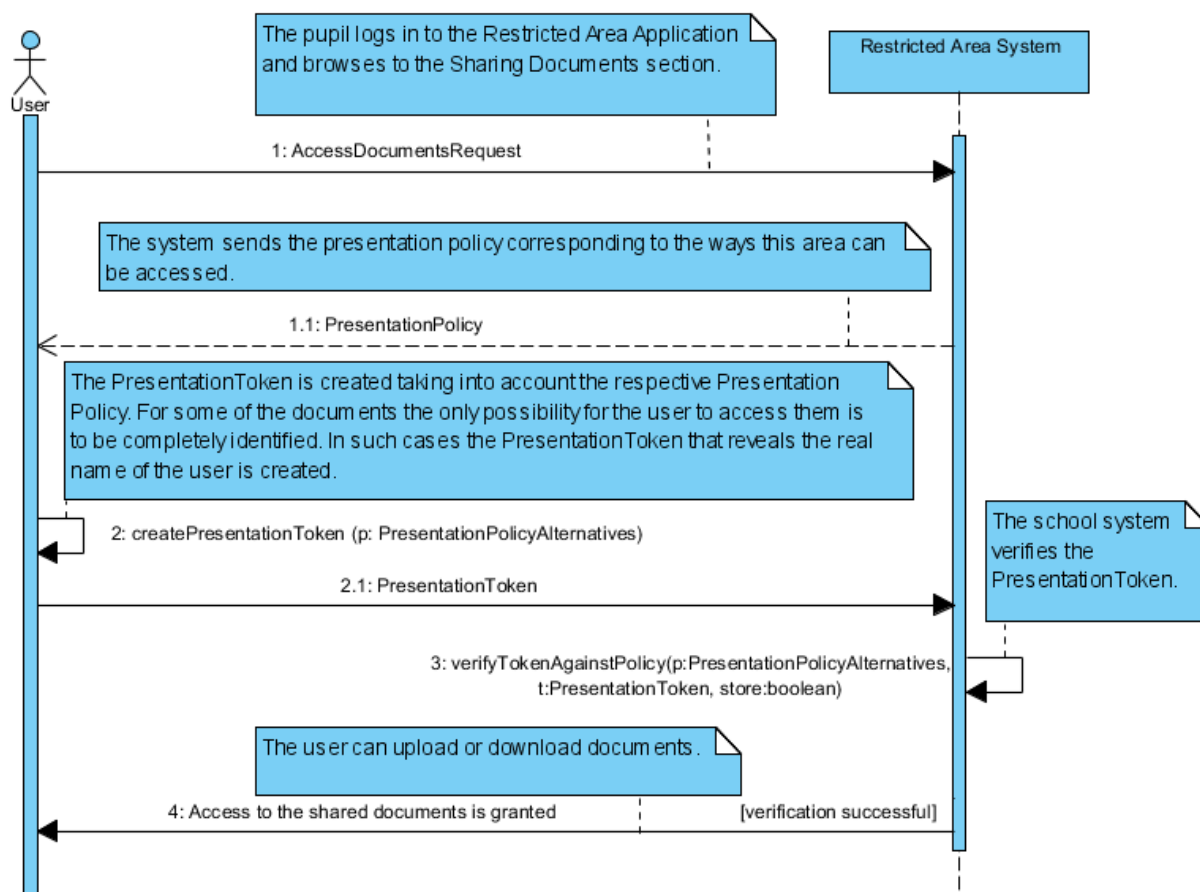 The pupil logs in to the Restricted Area Application
and browses to the Sharing Documents section.
Restricted Area System
User
1: AccessDocumentsRequest
The system sends the presentation policy corresponding to the ways this area can
be accessed.
1.1: PresentationPolicy
The PresentationToken is created taking into account the respective Presentation
Policy. For some of the documents the only possibility for the user to access them is
to be completely identified. In such cases the PresentationToken that reveals the real
name of the user is created.
2: createPresentationToken (p: PresentationPolicyAlternatives)
The school system
verifies the
PresentationToken.
2.1: PresentationToken
3: verifyTokenAgainstPolicy(p:PresentationPolicyAlternatives,
t:PresentationToken, store:boolean)
The user can upload or download documents.
4: Access to the shared documents is granted
[verification successful]